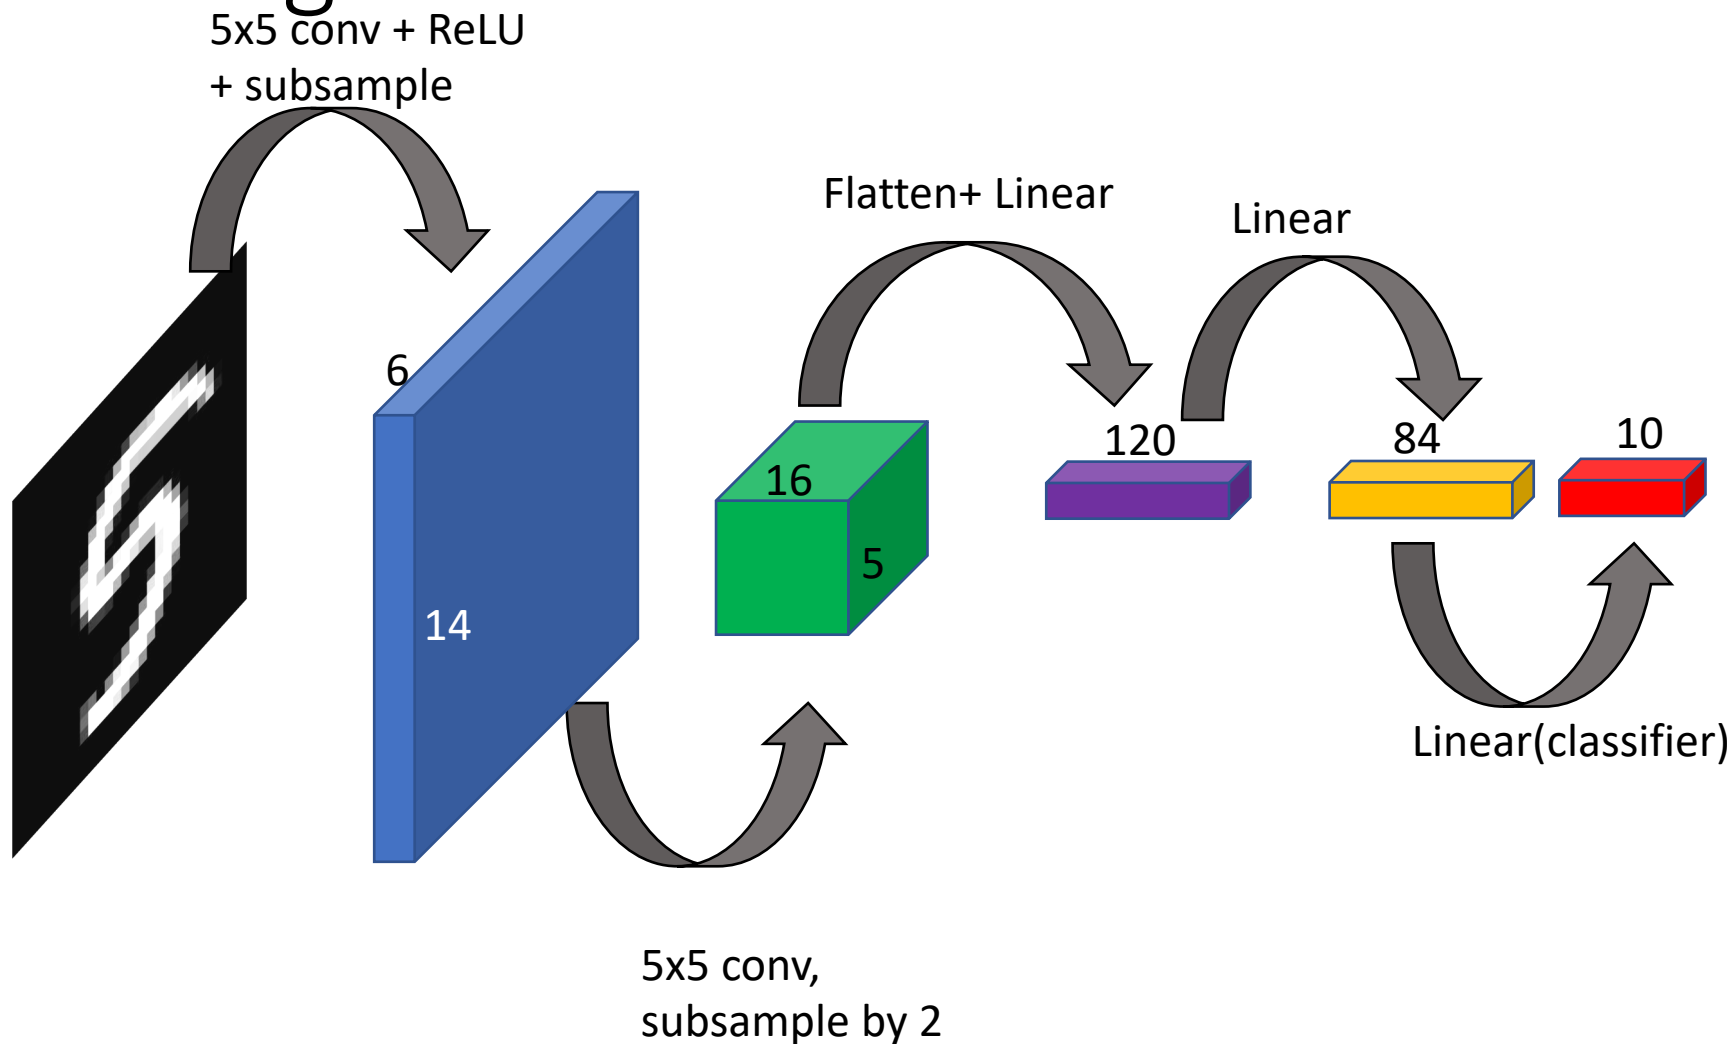 5x5 conv + ReLU
+ subsample
Flatten+ Linear
Linear
6
14
16
5
120
84
10
Linear(classifier)
5x5 conv,
subsample by 2